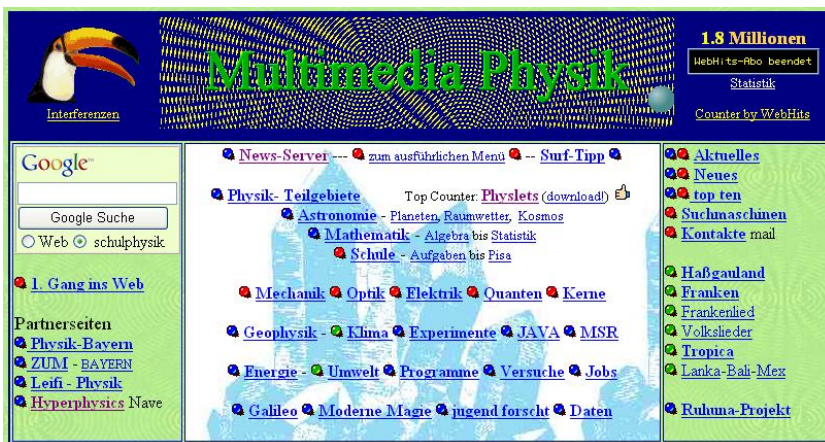 Multimedia Physik
Interferenzen
1.8 Millionen
WebHits-Abo beendet
Statistik
Counter by WebHits
Google
Google Suche
Web schulphysik
1. Gang ins Web
Partnerseiten
Physik-Bayern
ZUM - BAYERN
Leifi - Physik
Hyperphysics Nave
News-Server --- zum ausführlichen Menü -- Surf-Tipp
Physik- Teilgebiete Top Counter: Physlets (download!)
Astronomie - Planeten, Raumwetter, Kosmos
Mathematik - Algebra bis Statistik
Schule - Aufgaben bis Pisa
Mechanik Optik Elektrik Quanten Kerne
Geophysik - Klima Experimente JAVA MSR
Energie - Umwelt Programme Versuche Jobs
Galileo Moderne Magie jugend forscht Daten
Aktuelles
Neues
top ten
Suchmaschinen
Kontakte mail
Haßgauland
Franken
Frankenlied
Volkslieder
Tropica
Lanka-Bali-Mex
Ruhuna-Projekt